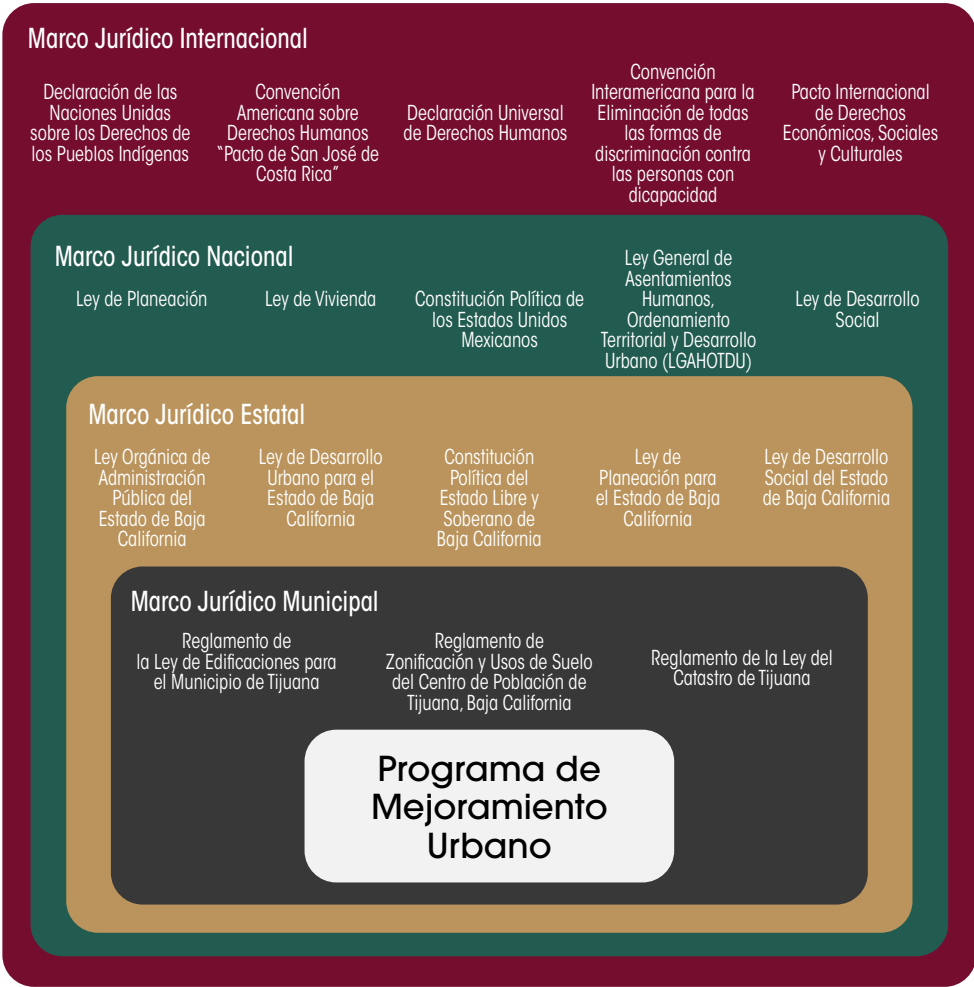 Marco Jurídico Internacional
Declaración de las
Naciones Unidas
sobre los Derechos de
los Pueblos Indígenas
Convención
Americana sobre
Derechos Humanos
"Pacto de San José de
Costa Rica"
Declaración Universal
de Derechos Humanos
Convención
Interamericana para la
Eliminación de todas
las formas de
discriminación contra
las personas con
dicapacidad
Pacto Internacional
de Derechos
Económicos, Sociales
y Culturales
Marco Jurídico Nacional
Ley de Planeación
Ley de Vivienda
Constitución Política de
los Estados Unidos
Mexicanos
Ley General de
Asentamientos
Humanos,
Ordenamiento
Territorial y Desarrollo
Urbano (LGAHOTDU)
Ley de Desarrollo
Social
Marco Jurídico Estatal
Ley Orgánica de
Administración
Pública del
Estado de Baja
California
Ley de Desarrollo
Urbano para el
Estado de Baja
California
Constitución
Política del
Estado Libre y
Soberano de
Baja California
Ley de
Planeación para
el Estado de Baja
California
Ley de Desarrollo
Social del Estado
de Baja California
Marco Jurídico Municipal
Reglamento de
la Ley de Edificaciones para
el Municipio de Tijuana
Reglamento de
Zonificación y Usos de Suelo
del Centro de Población de
Tijuana, Baja California
Reglamento de la Ley del
Catastro de Tijuana
Programa de
Mejoramiento
Urbano